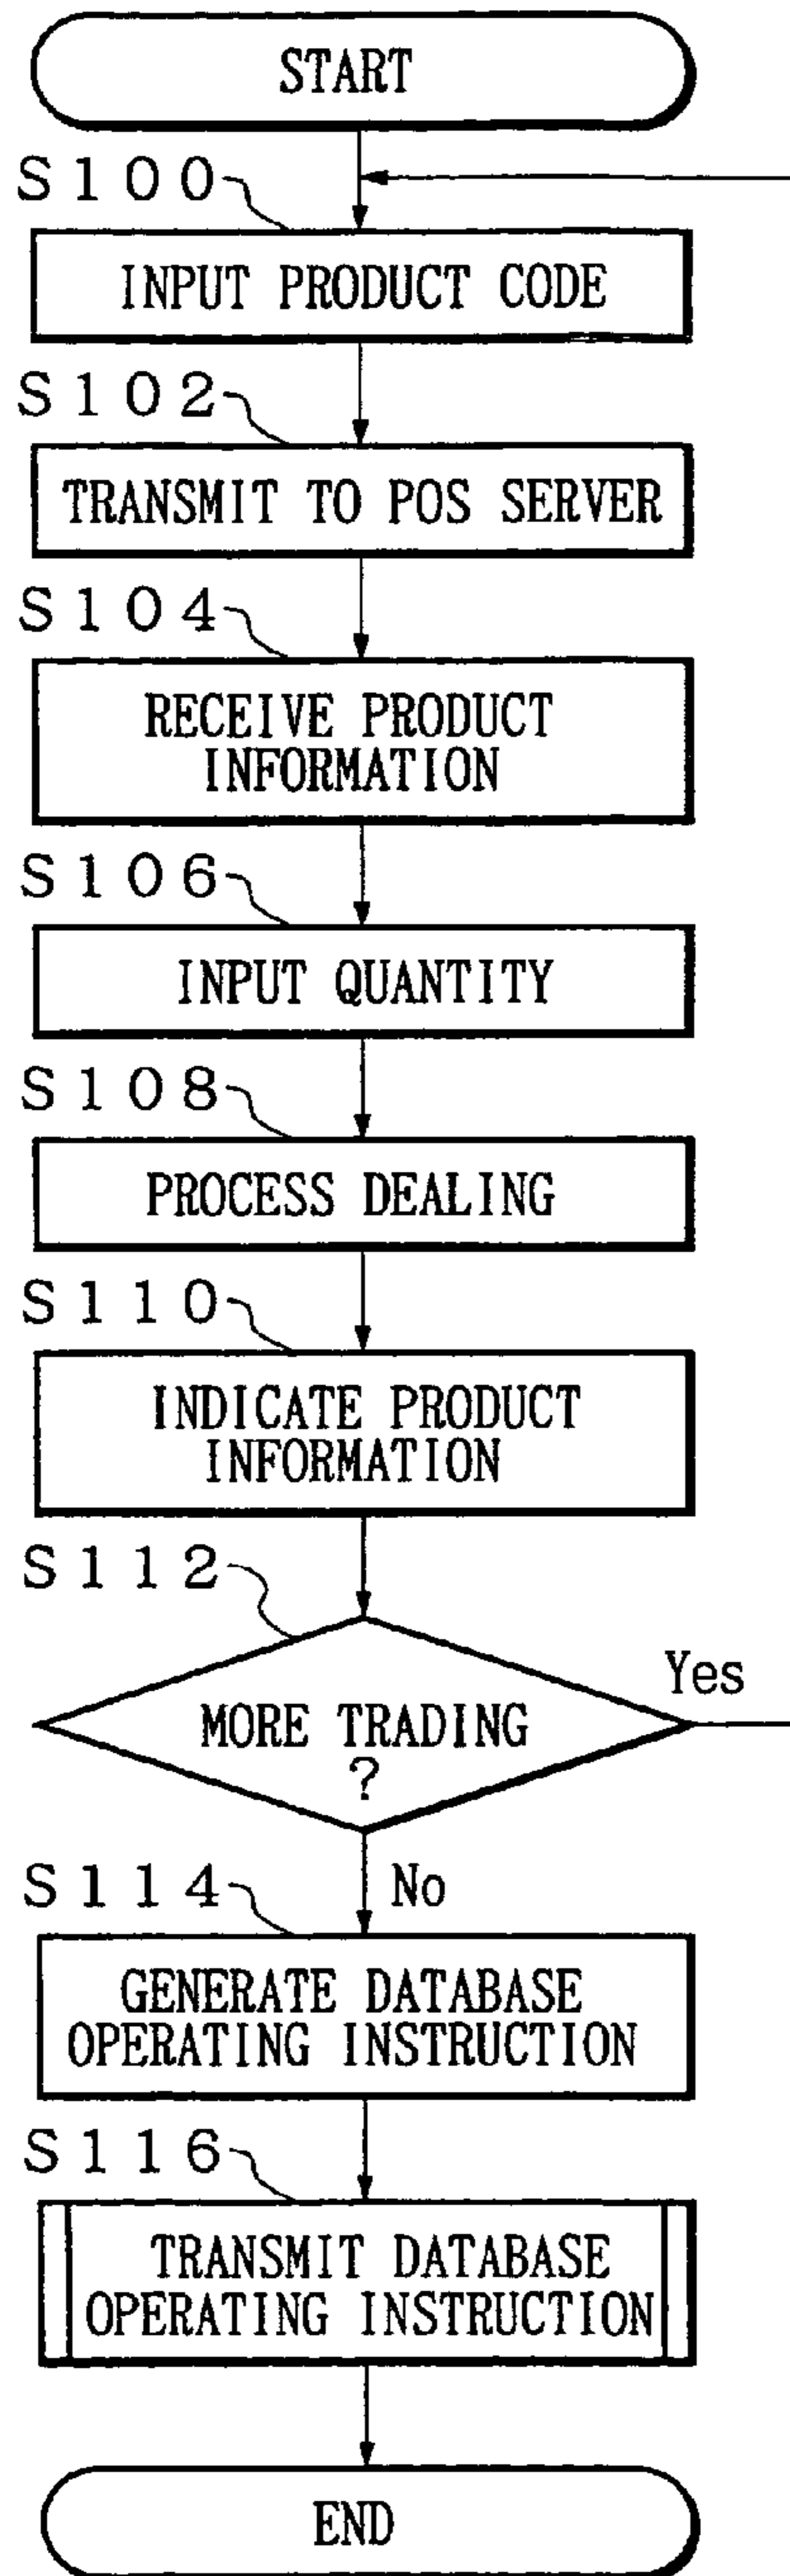 START
S100
INPUT PRODUCT CODE
S102
TRANSMIT TO POS SERVER
S104
RECEIVE PRODUCT
INFORMATION
S106
INPUT QUANTITY
S108
PROCESS DEALING
S110
INDICATE PRODUCT
INFORMATION
S112
Yes
MORE TRADING
?
S114
No
GENERATE DATABASE
OPERATING INSTRUCTION
S116
TRANSMIT DATABASE
OPERATING INSTRUCTION
END